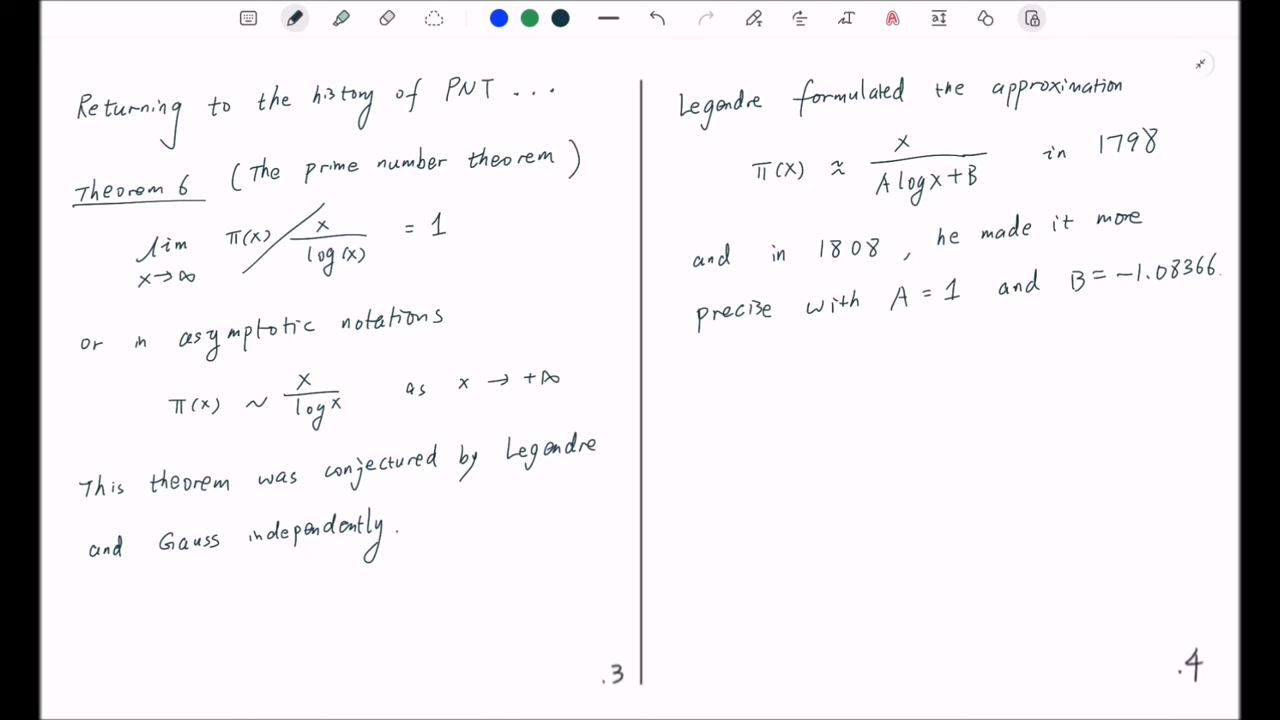 Returning to the history of PNT ...
Theorem 6 (The prime number theorem)
lim x→∞ π(x) / x/log(x) = 1
or in asymptotic notations
π(x) ~ x/log x as x → +∞
This theorem was conjectured by Legendre
and Gauss independently.
.3
Legendre formulated the approximation
π(x) ≈ x/(A log x + B) in 1798
and in 1808, he made it more
precise with A = 1 and B = -1.08366.
.4